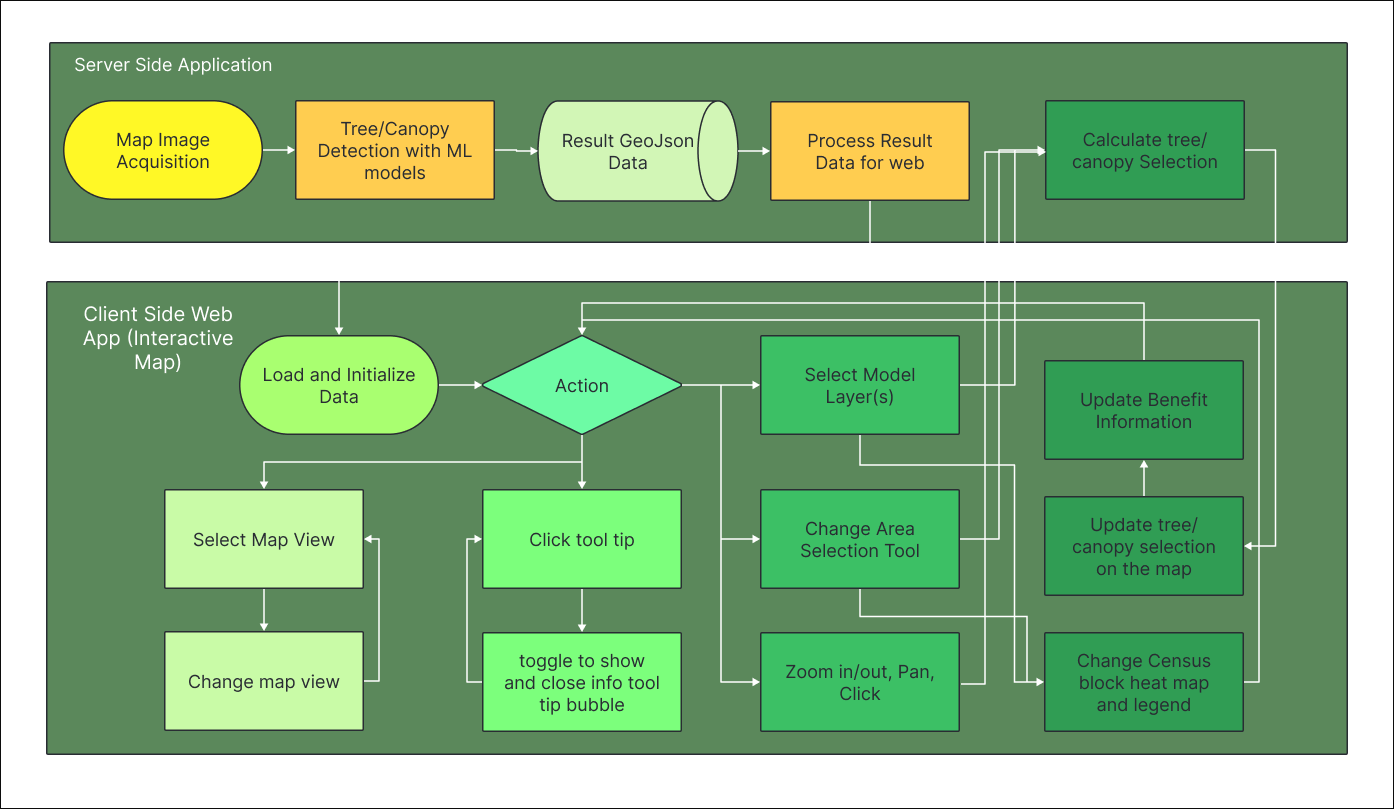 Server Side Application
Map Image
Acquisition
Tree/Canopy
Detection with ML
models
Result GeoJson
Data
Process Result
Data for web
Calculate tree/
canopy Selection
Client Side Web
App (Interactive
Map)
Load and Initialize
Data
Action
Select Model
Layer(s)
Update Benefit
Information
Select Map View
Click tool tip
Change Area
Selection Tool
Update tree/
canopy selection
on the map
Change map view
toggle to show
and close info tool
tip bubble
Zoom in/out, Pan,
Click
Change Census
block heat map
and legend